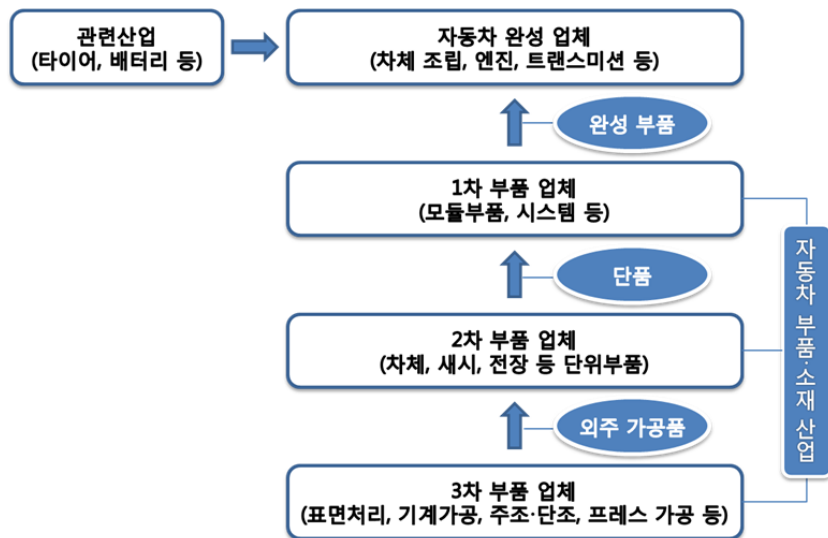 관련산업
(타이어, 배터리 등)
자동차 완성 업체
(차체 조립, 엔진, 트랜스미션 등)
완성 부품
1차 부품 업체
(모듈부품, 시스템 등)
단품
2차 부품 업체
(차체, 새시, 전장 등 단위부품)
외주 가공품
3차 부품 업체
(표면처리, 기계가공, 주조·단조, 프레스 가공 등)
자동차 부품·소재 산업